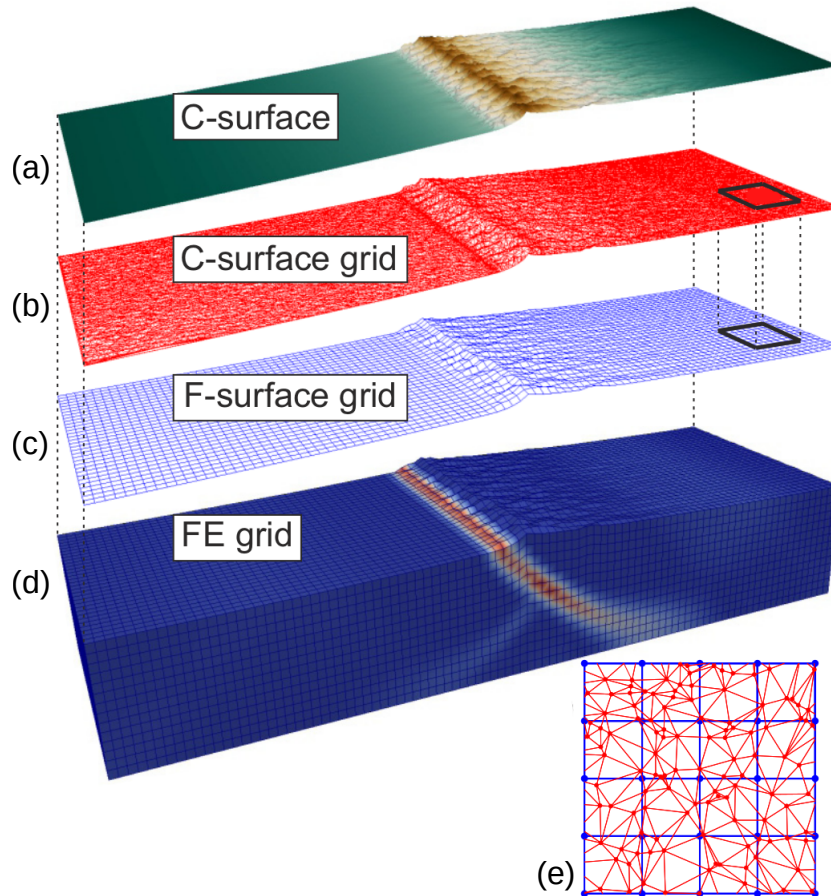 C-surface
(a)
C-surface grid
(b)
F-surface grid
(c)
FE grid
(d)
(e)